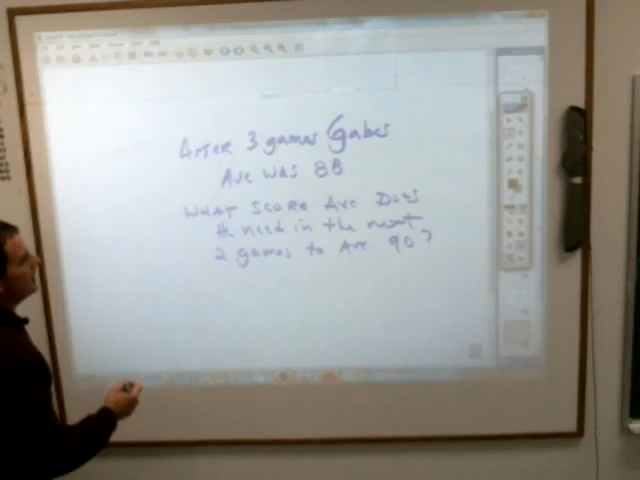 After 3 games Gabes
Ave was 88
WHAT SCORE AVE DOES
He need in the next
2 games to Ave. 90?